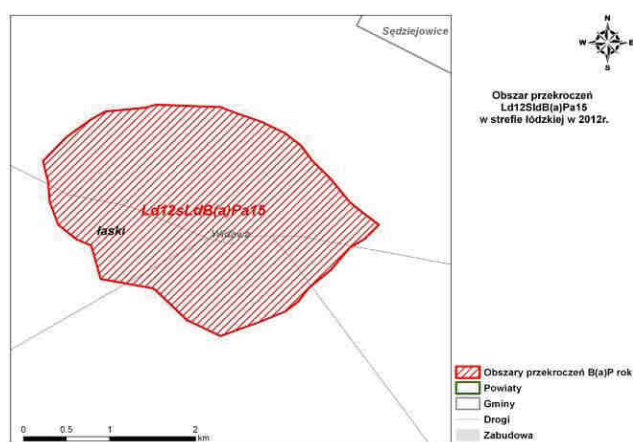 Sędziejowice
N
W E
S
Obszar przekroczeń
Ld12SldB(a)Pa15
w strefie łódzkiej w 2012r.
Ld12sLdB(a)Pa15
łaski
Widawa
Obszary przekroczeń B(a)P rok
Powiaty
Gminy
Drogi
Zabudowa
0 0.5 1 2
km